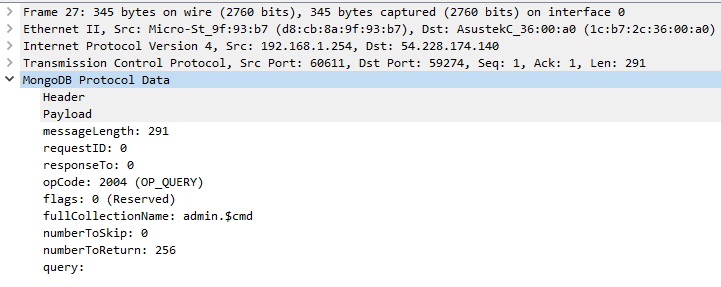 Frame 27: 345 bytes on wire (2760 bits), 345 bytes captured (2760 bits) on interface 0
Ethernet II, Src: Micro-St_9f:93:b7 (d8:cb:8a:9f:93:b7), Dst: AsustekC_36:00:a0 (1c:b7:2c:36:00:a0)
Internet Protocol Version 4, Src: 192.168.1.254, Dst: 54.228.174.140
Transmission Control Protocol, Src Port: 60611, Dst Port: 59274, Seq: 1, Ack: 1, Len: 291
MongoDB Protocol Data
Header
Payload
messageLength: 291
requestID: 0
responseTo: 0
opCode: 2004 (OP_QUERY)
flags: 0 (Reserved)
fullCollectionName: admin.$cmd
numberToSkip: 0
numberToReturn: 256
query: